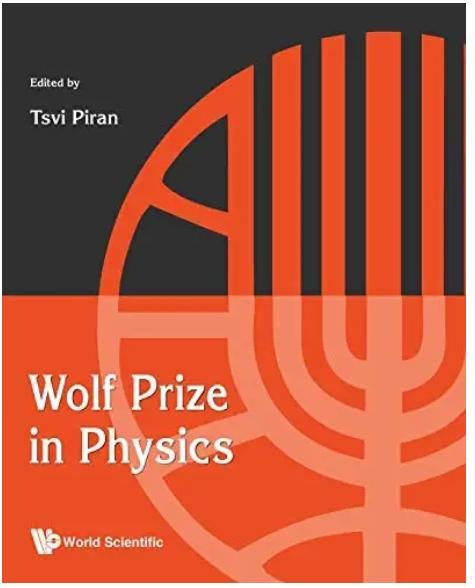 Edited by
Tsvi Piran
Wolf Prize
in Physics
World Scientific